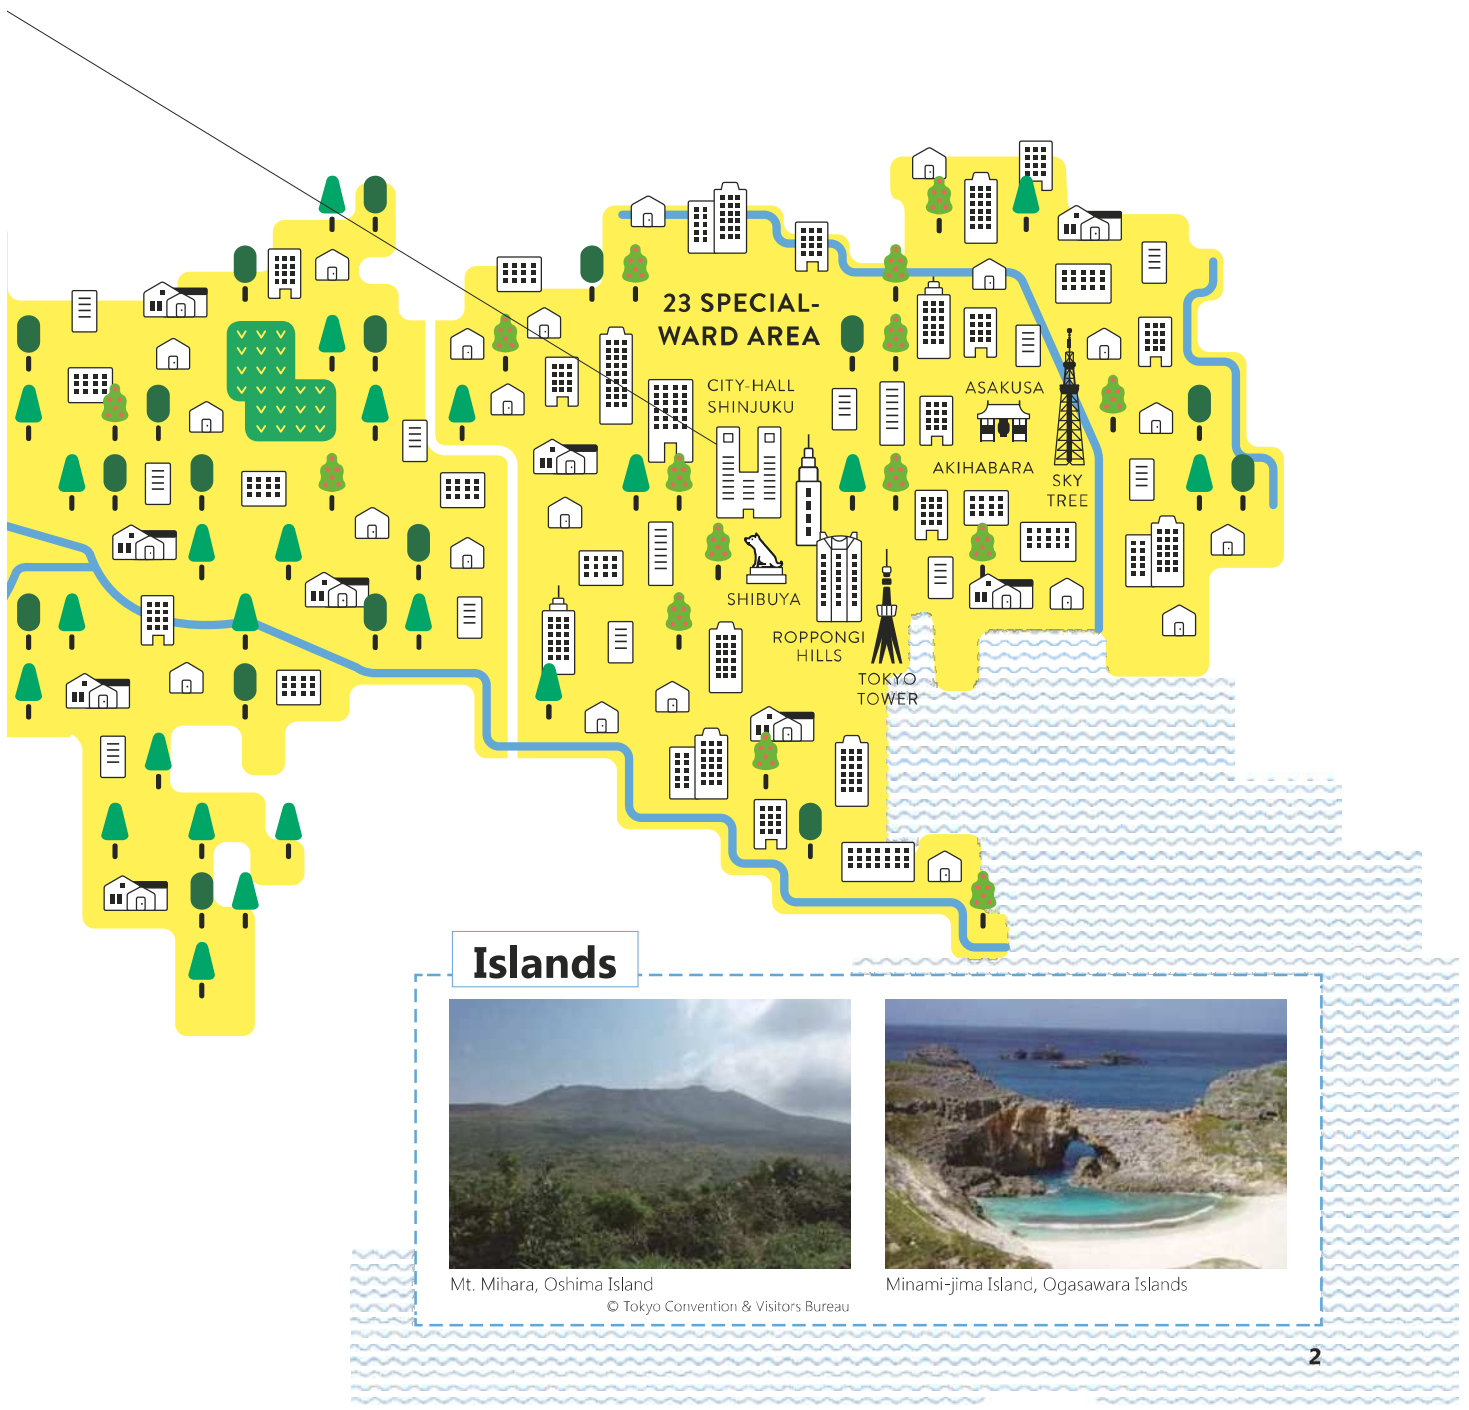 23 SPECIAL-
WARD AREA
CITY-HALL
SHINJUKU
ASAKUSA
AKIHABARA
SKY
TREE
SHIBUYA
ROPPONGI
HILLS
TOKYO
TOWER
Islands
Mt. Mihara, Oshima Island
© Tokyo Convention & Visitors Bureau
Minami-jima Island, Ogasawara Islands
2